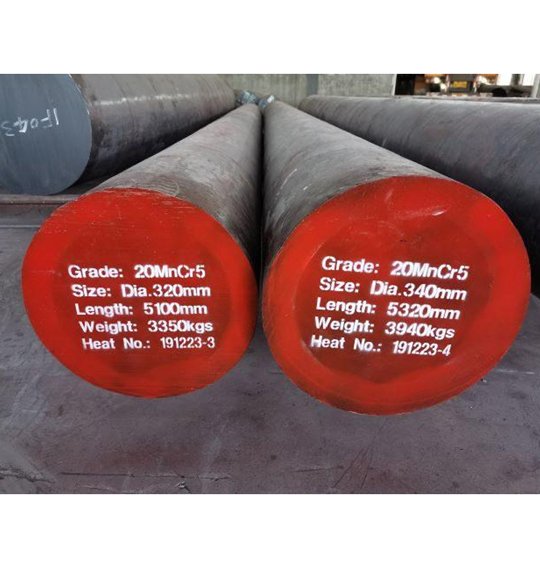 1F043
Grade: 20MnCr5
Size: Dia.320mm
Length: 5100mm
Weight: 3350kgs
Heat No.: 191223-3
Grade: 20MnCr5
Size: Dia.340mm
Length: 5320mm
Weight: 3940kgs
Heat No.: 191223-4